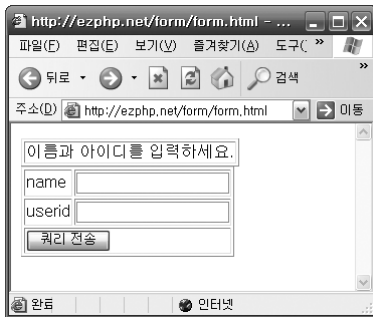 http://ezphp.net/form/form.html - ...
파일(F) 편집(E) 보기(V) 즐겨찾기(A) 도구( »
뒤로 검색 »
주소(D) http://ezphp.net/form/form.html 이동
이름과 아이디를 입력하세요.
name
userid
쿼리 전송
완료 인터넷